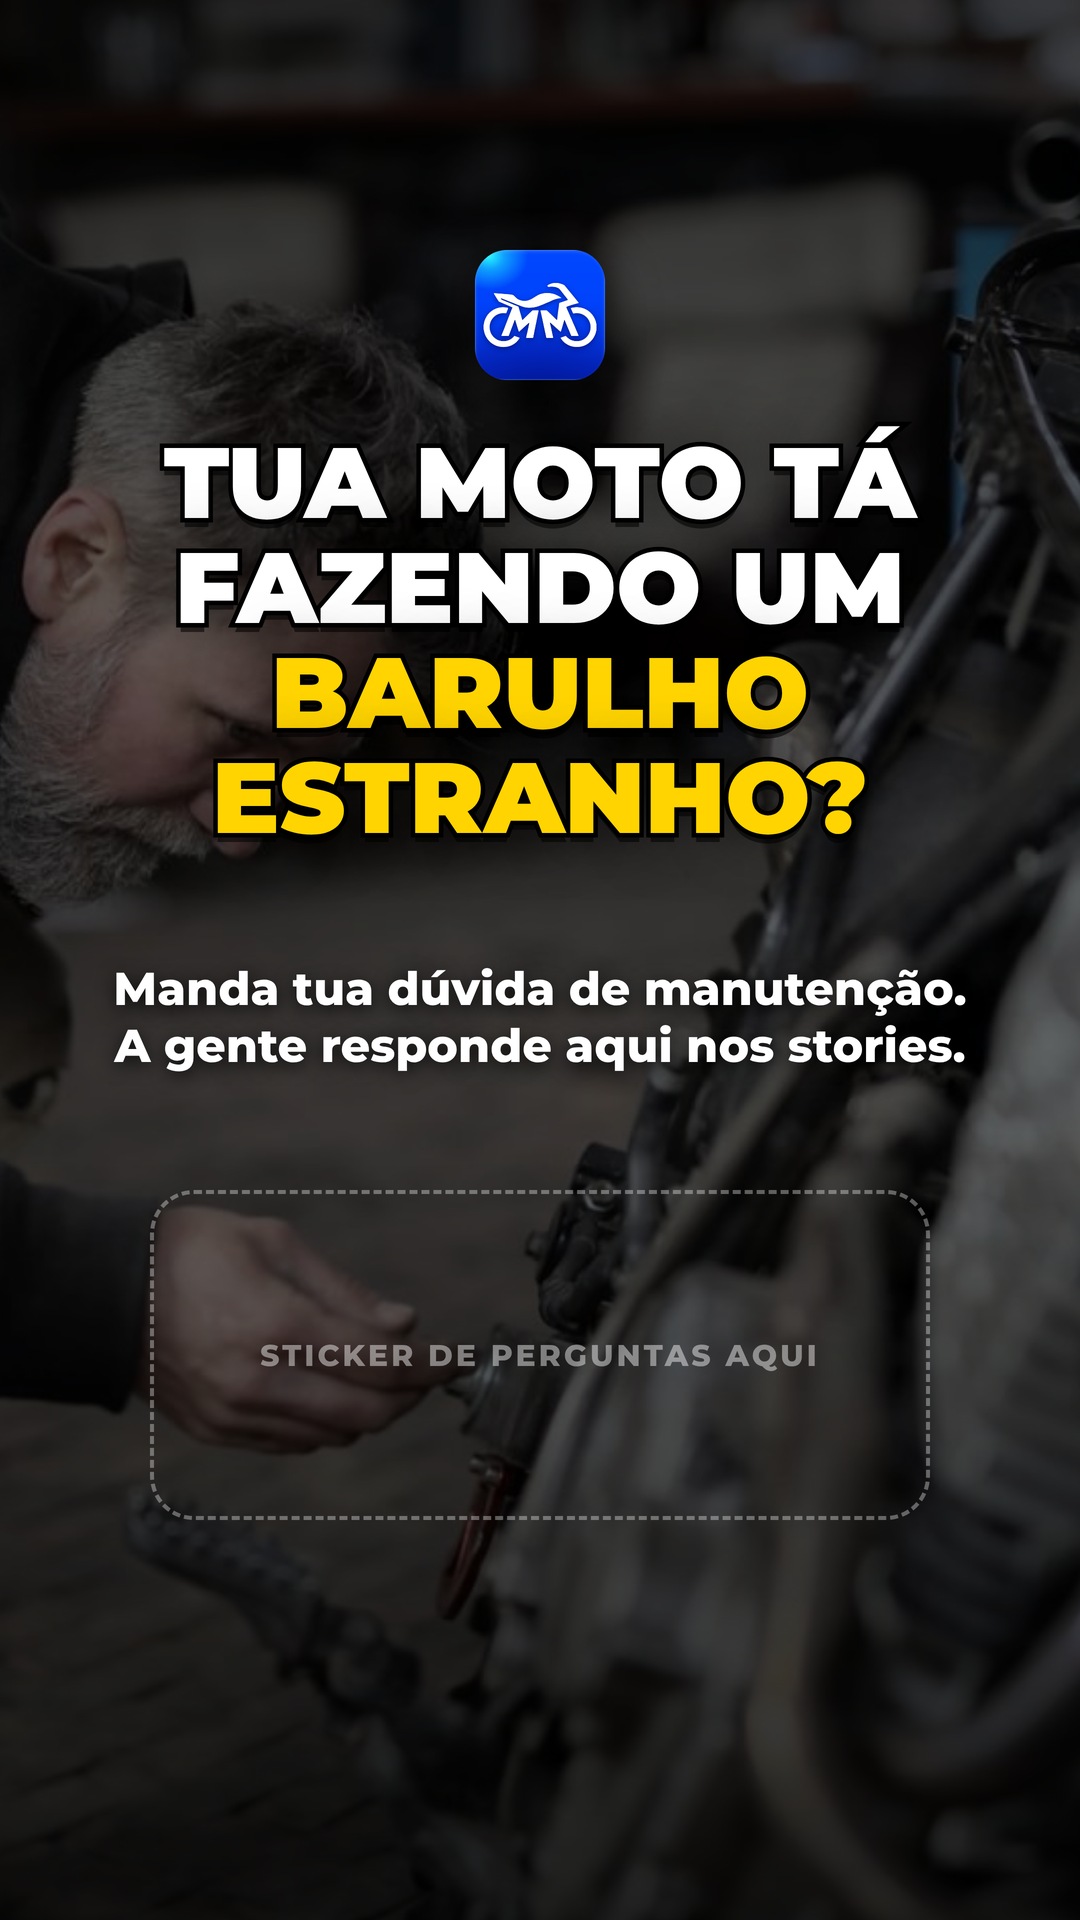 MM
TUA MOTO TÁ
FAZENDO UM
BARULHO
ESTRANHO?
Manda tua dúvida de manutenção.
A gente responde aqui nos stories.
STICKER DE PERGUNTAS AQUI